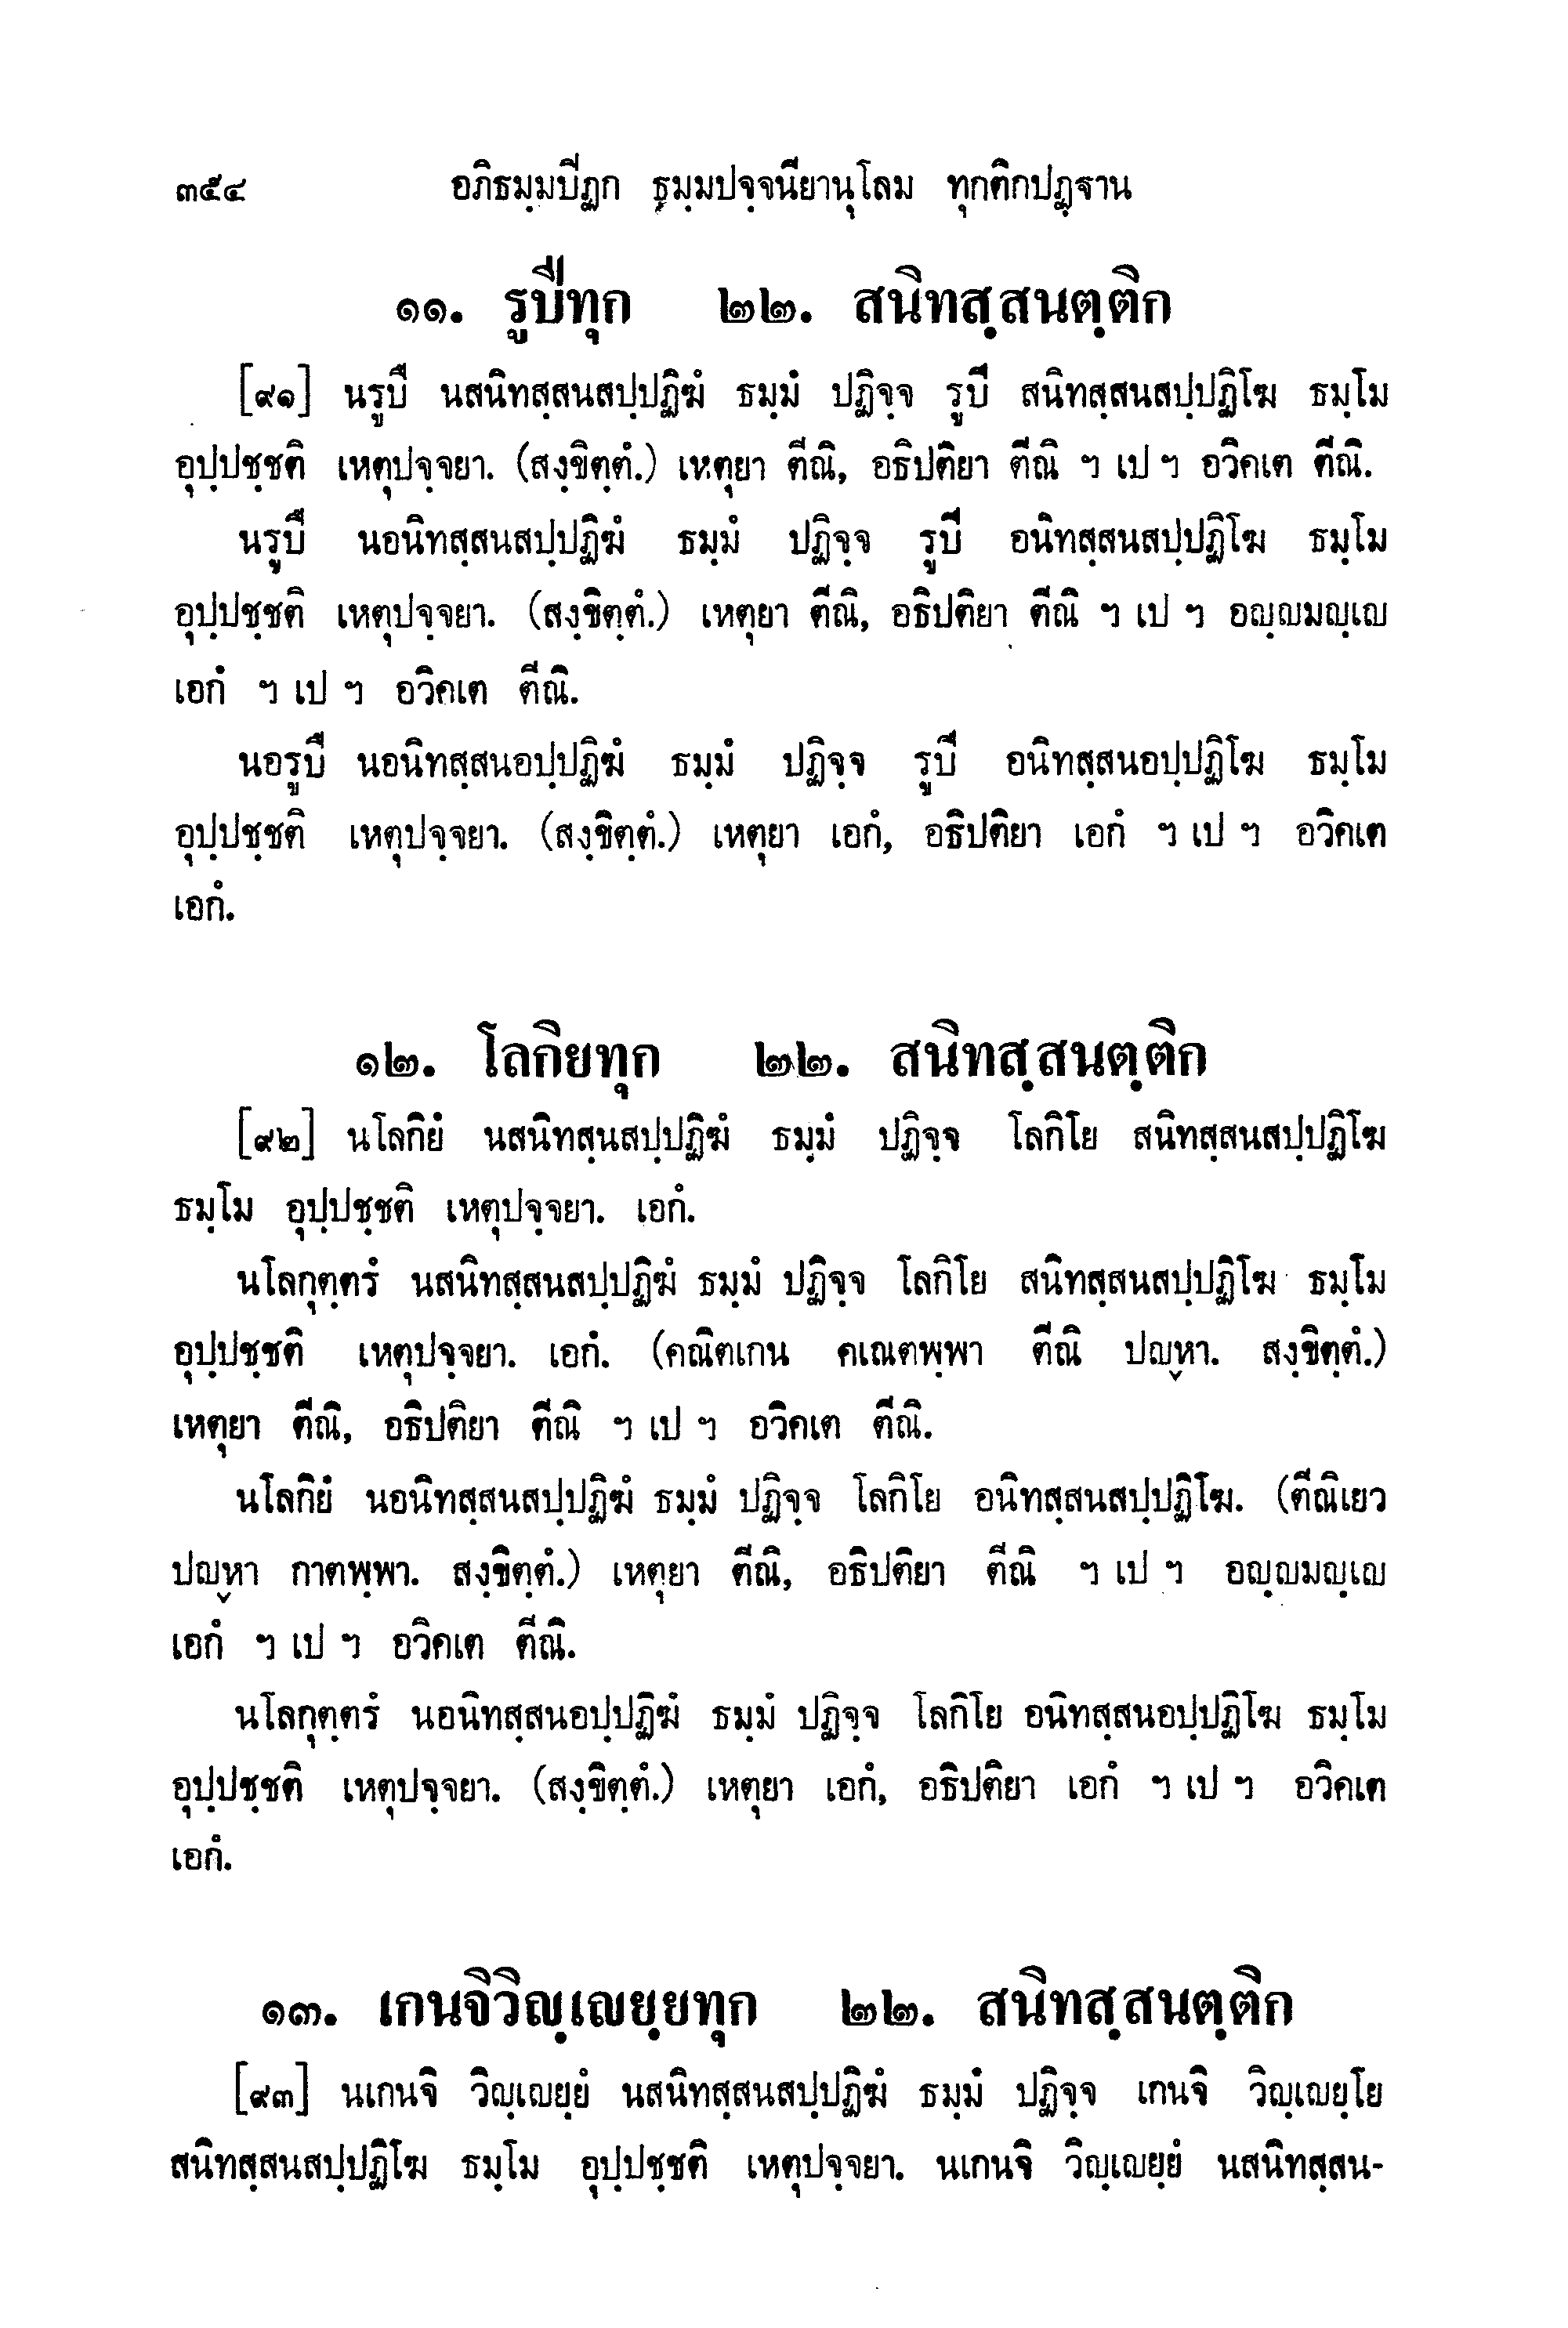 ๓๕๔ อภิธมฺมปีฏก ธมฺมปจฺจนียานุโลม ทุกติกปฏฺฐาน
๑๑. รูปีทุก ๒๒. สนิทสฺสนตฺติก
[๙๑] นรูปึ นสนิทสฺสนสปฺปฏิฆํ ธมฺมํ ปฏิจฺจ รูปี สนิทสฺสนสปฺปฏิโฆ ธมฺโม
อุปฺปชฺชติ เหตุปจฺจยา. (สงฺขิตฺตํ.) เหตุยา ตีณิ, อธิปติยา ตีณิ ฯ เป ฯ อวิคเต ตีณิ.
นรูปึ นอนิทสฺสนสปฺปฏิฆํ ธมฺมํ ปฏิจฺจ รูปี อนิทสฺสนสปฺปฏิโฆ ธมฺโม
อุปฺปชฺชติ เหตุปจฺจยา. (สงฺขิตฺตํ.) เหตุยา ตีณิ, อธิปติยา ตีณิ ฯ เป ฯ อญฺญมญฺเญ
เอกํ ฯ เป ฯ อวิคเต ตีณิ.
นอรูปึ นอนิทสฺสนอปฺปฏิฆํ ธมฺมํ ปฏิจฺจ รูปี อนิทสฺสนอปฺปฏิโฆ ธมฺโม
อุปฺปชฺชติ เหตุปจฺจยา. (สงฺขิตฺตํ.) เหตุยา เอกํ, อธิปติยา เอกํ ฯ เป ฯ อวิคเต
เอกํ.
๑๒. โลกิยทุก ๒๒. สนิทสฺสนตฺติก
[๙๒] นโลกิยํ นสนิทสฺนสปฺปฏิฆํ ธมฺมํ ปฏิจฺจ โลกิโย สนิทสฺสนสปฺปฏิโฆ
ธมฺโม อุปฺปชฺชติ เหตุปจฺจยา. เอกํ.
นโลกุตฺตรํ นสนิทสฺสนสปฺปฏิฆํ ธมฺมํ ปฏิจฺจ โลกิโย สนิทสฺสนสปฺปฏิโฆ ธมฺโม
อุปฺปชฺชติ เหตุปจฺจยา. เอกํ. (คณิตเกน คเณตพฺพา ตีณิ ปญฺหา. สงฺขิตฺตํ.)
เหตุยา ตีณิ, อธิปติยา ตีณิ ฯ เป ฯ อวิคเต ตีณิ.
นโลกิยํ นอนิทสฺสนสปฺปฏิฆํ ธมฺมํ ปฏิจฺจ โลกิโย อนิทสฺสนสปฺปฏิโฆ. (ตีณิเยว
ปญฺหา กาตพฺพา. สงฺขิตฺตํ.) เหตุยา ตีณิ, อธิปติยา ตีณิ ฯ เป ฯ อญฺญมญฺเญ
เอกํ ฯ เป ฯ อวิคเต ตีณิ.
นโลกุตฺตรํ นอนิทสฺสนอปฺปฏิฆํ ธมฺมํ ปฏิจฺจ โลกิโย อนิทสฺสนอปฺปฏิโฆ ธมฺโม
อุปฺปชฺชติ เหตุปจฺจยา. (สงฺขิตฺตํ.) เหตุยา เอกํ, อธิปติยา เอกํ ฯ เป ฯ อวิคเต
เอกํ.
๑๓. เกนจิวิญฺเญยฺยทุก ๒๒. สนิทสฺสนตฺติก
[๙๓] นเกนจิ วิญฺเญยฺยํ นสนิทสฺสนสปฺปฏิฆํ ธมฺมํ ปฏิจฺจ เกนจิ วิญฺเญยฺโย
สนิทสฺสนสปฺปฏิโฆ ธมฺโม อุปฺปชฺชติ เหตุปจฺจยา. นเกนจิ วิญฺเญยฺยํ นสนิทสฺสน-